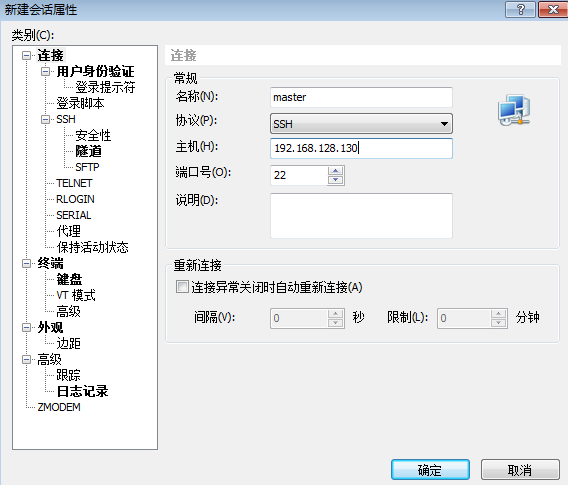 新建会话属性
类别(C):
连接
用户身份验证
登录提示符
登录脚本
SSH
安全性
隧道
SFTP
TELNET
RLOGIN
SERIAL
代理
保持活动状态
终端
键盘
VT 模式
高级
外观
边距
高级
跟踪
日志记录
ZMODEM
连接
常规
名称(N): master
协议(P): SSH
主机(H): 192.168.128.130
端口号(O): 22
说明(D):
重新连接
连接异常关闭时自动重新连接(A)
间隔(V): 0 秒 限制(L): 0 分钟
确定 取消